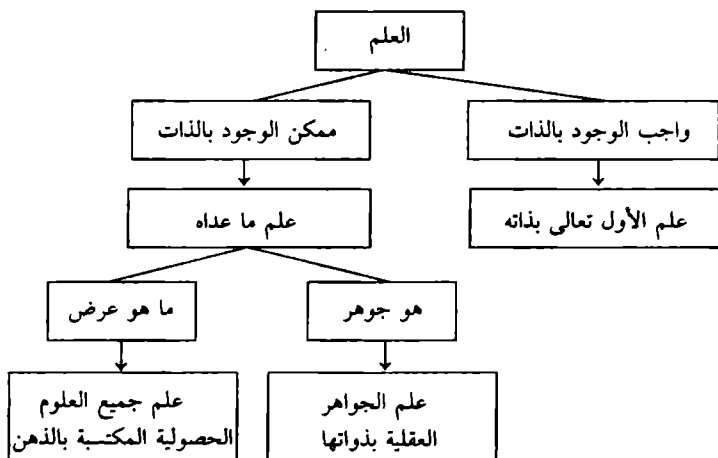 العلم
واجب الوجود بالذات
ممكن الوجود بالذات
علم الأول تعالى بذاته
علم ما عداه
هو جوهر
ما هو عرض
علم الجواهر
العقلية بذواتها
علم جميع العلوم
الحصولية المكتسبة بالذهن